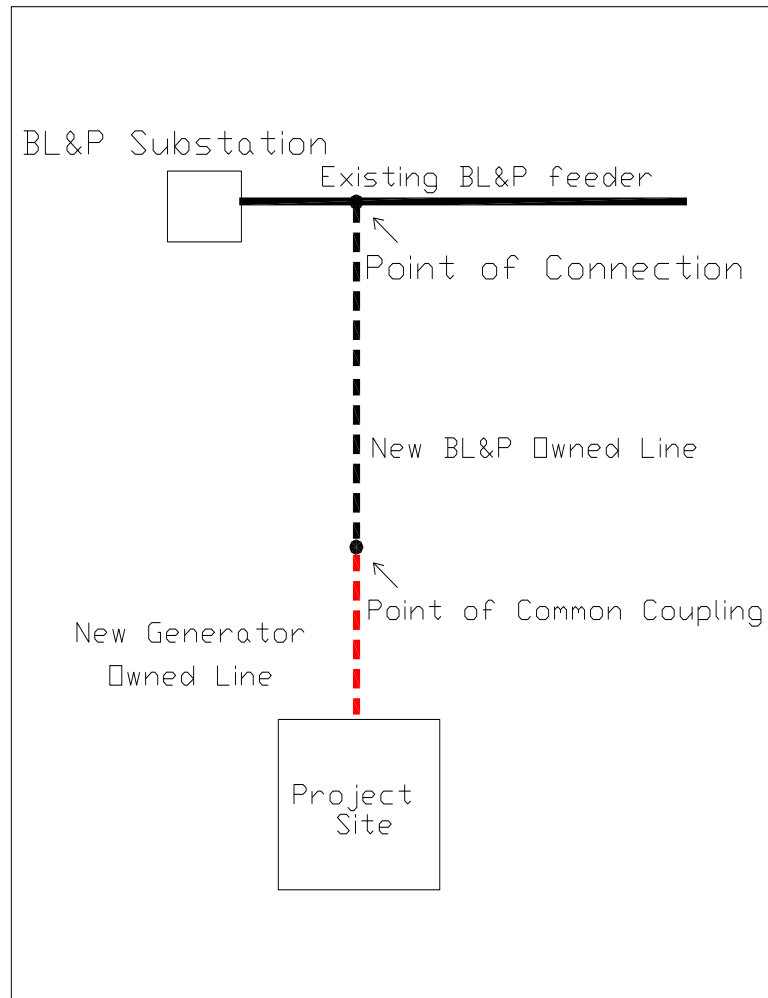 BL&P Substation
Existing BL&P feeder
Point of Connection
New BL&P Owned Line
Point of Common Coupling
New Generator
Owned Line
Project
Site